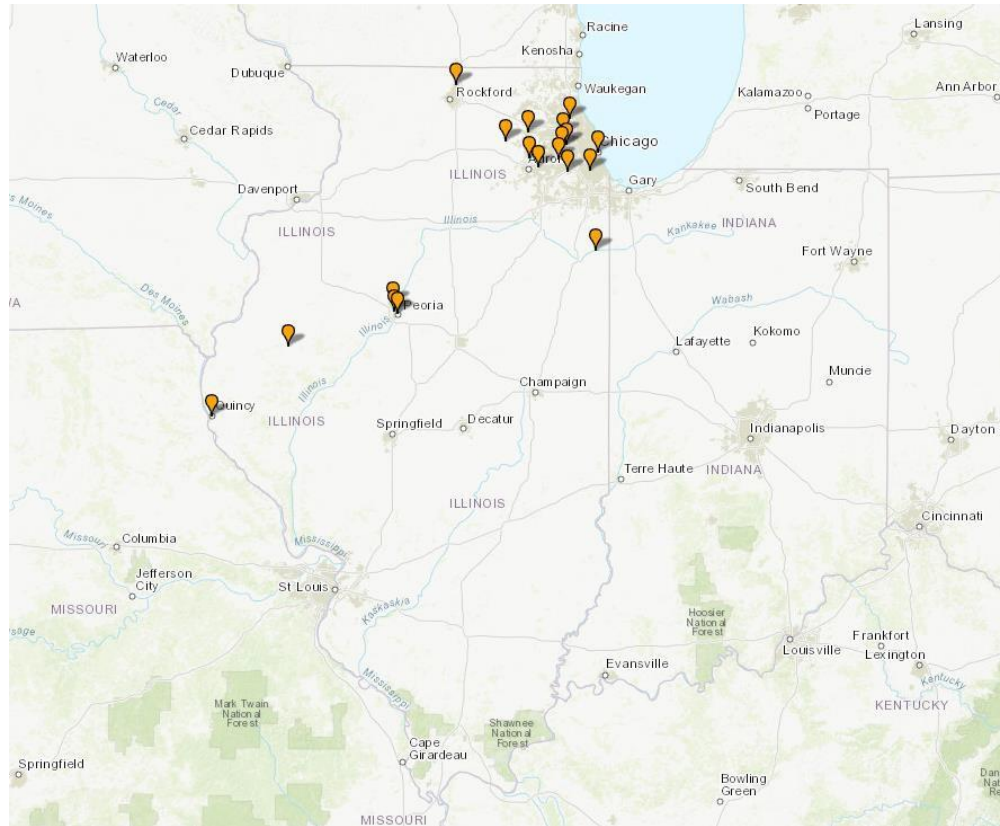 Racine
Lansing
Kenosha
Waterloo
Dubuque
Waukegan
Rockford
Kalamazoo
Ann Arbor
Portage
Cedar
Cedar Rapids
Chicago
ILLINOIS
Gary
South Bend
Davenport
Des Moines
Illinois
Kankakee
INDIANA
ILLINOIS
Fort Wayne
Des Moines
Wabash
Peoria
Illinois
Kokomo
Lafayette
Muncie
Illinois
Champaign
Quincy
ILLINOIS
Springfield
Decatur
Indianapolis
Dayton
Terre Haute
INDIANA
ILLINOIS
Cincinnati
Missouri
Columbia
Mississippi
Jefferson
City
St Louis
MISSOURI
Kaskaskia
Hoosier
National
Forest
Frankfort
Louisville
Lexington
Evansville
Mississippi
Kentucky
KENTUCKY
Mark Twain
National
Forest
Shawnee
National
Forest
Cape
Girardeau
Springfield
Bowling
Green
MISSOURI